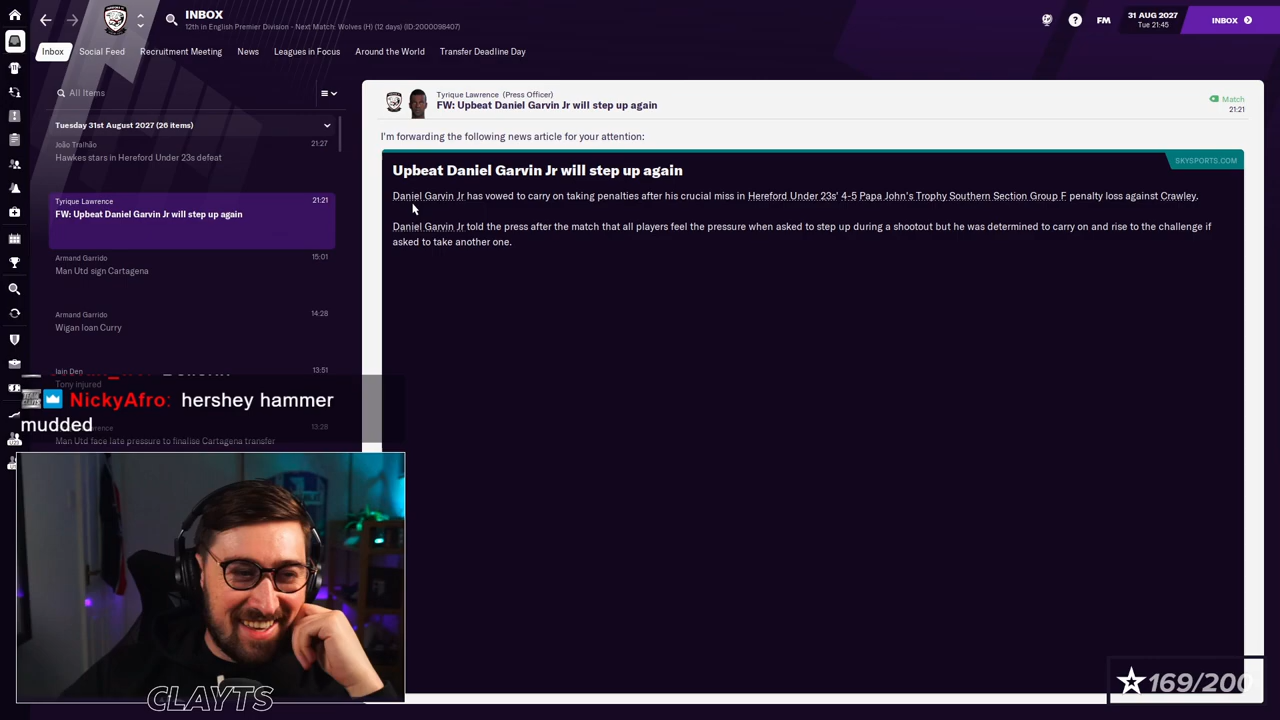 INBOX
12th in English Premier Division - Next Match: Wolves (H) (12 days) (ID:2000098407)
FM
31 AUG 2027
Tue 21:45
INBOX
Inbox
Social Feed
Recruitment Meeting
News
Leagues in Focus
Around the World
Transfer Deadline Day
All Items
Tuesday 31st August 2027 (26 items)
João Tralhão
21:27
Hawkes stars in Hereford Under 23s defeat
Tyrique Lawrence
21:21
FW: Upbeat Daniel Garvin Jr will step up again
Armand Garrido
15:01
Man Utd sign Cartagena
Armand Garrido
14:28
Wigan loan Curry
Iain Den
13:51
Tony injured
NickyAfro: hershey hammer
mudded
13:28
Man Utd face late pressure to finalise Cartagena transfer
Tyrique Lawrence (Press Officer)
FW: Upbeat Daniel Garvin Jr will step up again
Match
21:21
I'm forwarding the following news article for your attention:
SKYSPORTS.COM
Upbeat Daniel Garvin Jr will step up again
Daniel Garvin Jr has vowed to carry on taking penalties after his crucial miss in Hereford Under 23s' 4-5 Papa John's Trophy Southern Section Group F penalty loss against Crawley.
Daniel Garvin Jr told the press after the match that all players feel the pressure when asked to step up during a shootout but he was determined to carry on and rise to the challenge if
asked to take another one.
CLAYTS
169/200